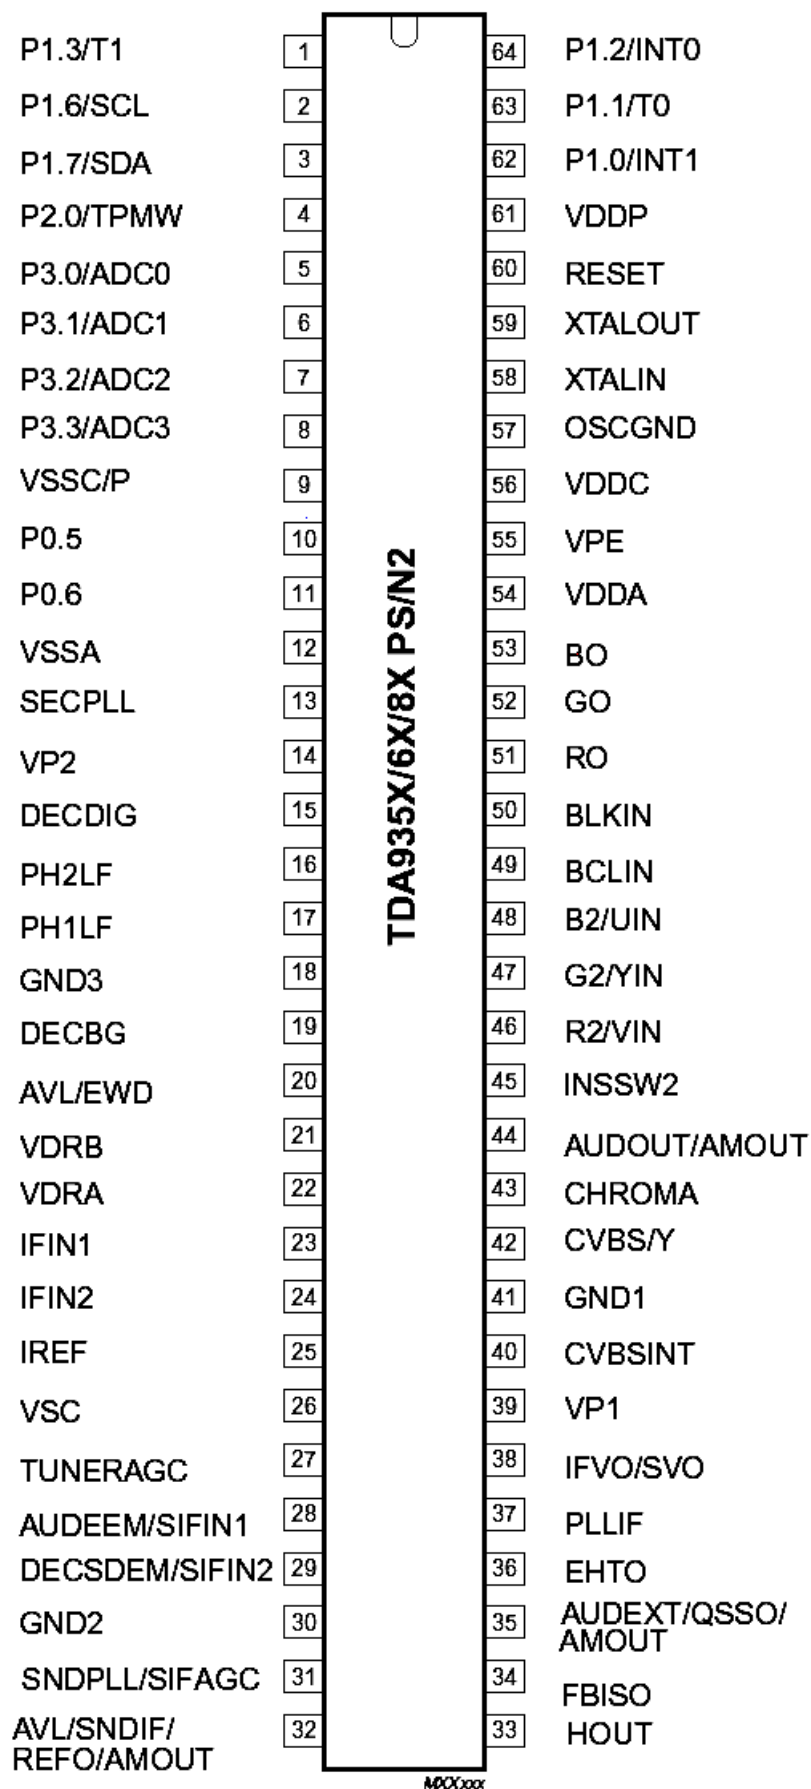 P1.3/T1 1 64 P1.2/INT0
P1.6/SCL 2 63 P1.1/T0
P1.7/SDA 3 62 P1.0/INT1
P2.0/TPMW 4 61 VDDP
P3.0/ADC0 5 60 RESET
P3.1/ADC1 6 59 XTALOUT
P3.2/ADC2 7 58 XTALIN
P3.3/ADC3 8 57 OSCGND
VSSC/P 9 56 VDDC
P0.5 10 55 VPE
P0.6 11 54 VDDA
VSSA 12 53 BO
SECPLL 13 52 GO
VP2 14 51 RO
DECDIG 15 50 BLKIN
PH2LF 16 49 BCLIN
PH1LF 17 48 B2/UIN
GND3 18 47 G2/YIN
DECBG 19 46 R2/VIN
AVL/EWD 20 45 INSSW2
VDRB 21 44 AUDOUT/AMOUT
VDRA 22 43 CHROMA
IFIN1 23 42 CVBS/Y
IFIN2 24 41 GND1
IREF 25 40 CVBSINT
VSC 26 39 VP1
TUNERAGC 27 38 IFVO/SVO
AUDEEM/SIFIN1 28 37 PLLIF
DECSDEM/SIFIN2 29 36 EHTO
GND2 30 35 AUDEXT/QSSO/
AMOUT
SNDPLL/SIFAGC 31 34 FBISO
AVL/SNDIF/ 32 33 HOUT
REFO/AMOUT
TDA935X/6X/8X PS/N2
MXXxxx